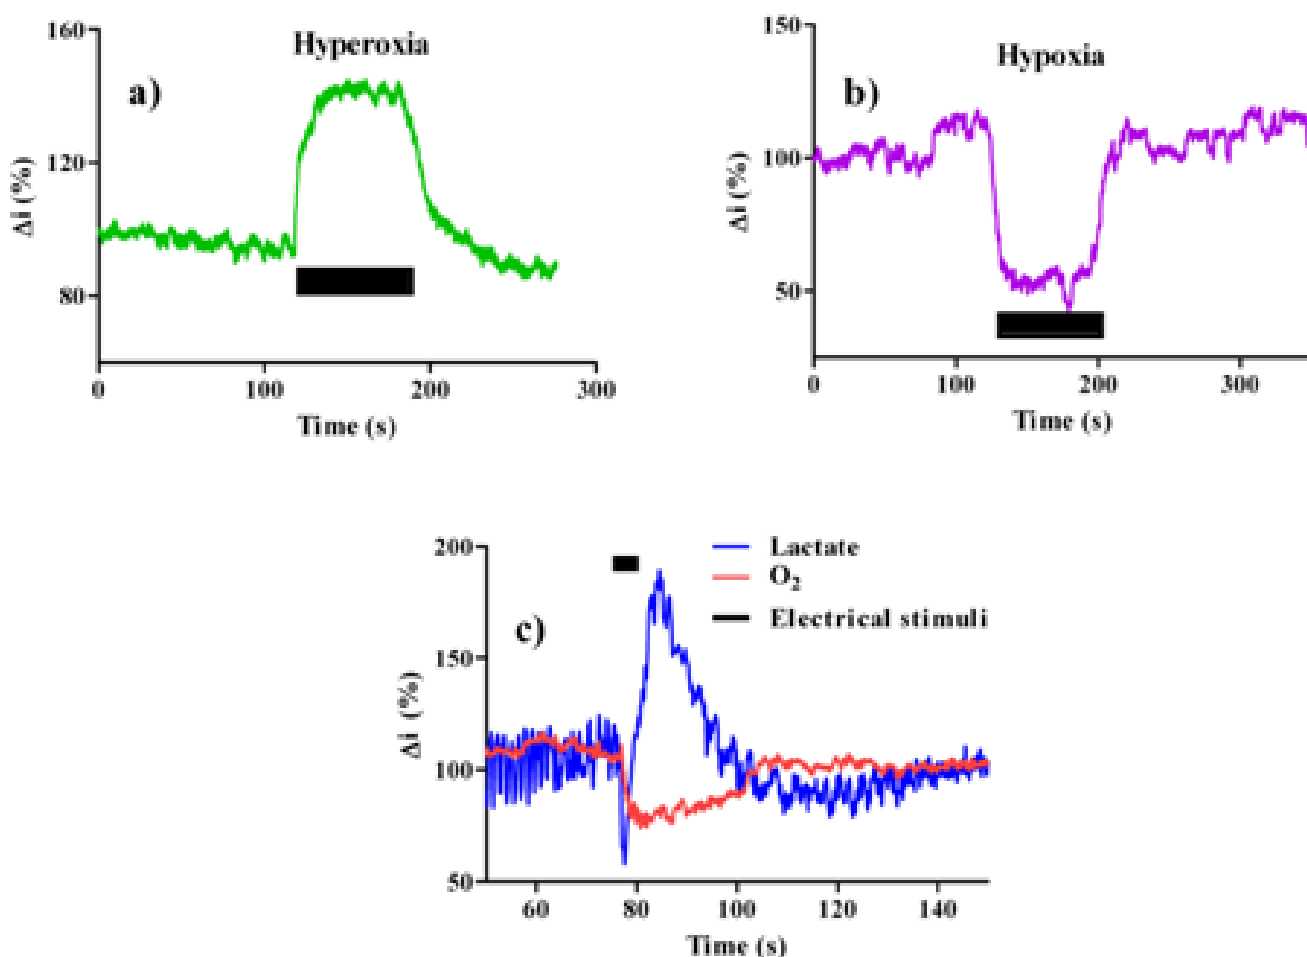 a)
Hyperoxia
Δi (%)
160
120
80
0 100 200 300
Time (s)
b)
Hypoxia
Δi (%)
150
100
50
0 100 200 300
Time (s)
c)
Lactate
O₂
Electrical stimuli
Δi (%)
200
150
100
50
60 80 100 120 140
Time (s)